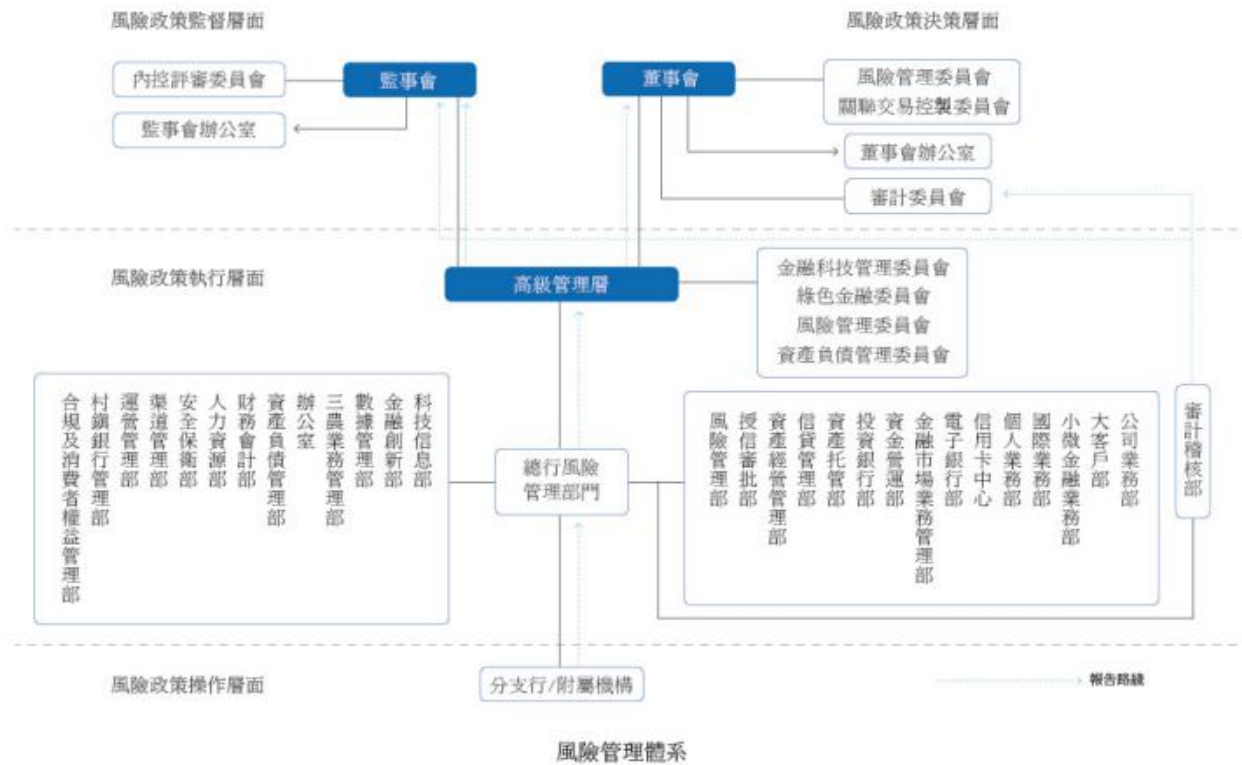 風險政策監督層面
風險政策決策層面
內控評審委員會
監事會
董事會
風險管理委員會
關聯交易控製委員會
監事會辦公室
董事會辦公室
審計委員會
風險政策執行層面
高級管理層
金融科技管理委員會
綠色金融委員會
風險管理委員會
資產負債管理委員會
合規及消費者權益管理部
村鎮銀行管理部
運營管理部
渠道管理部
安全保衛部
人力資源部
財務會計部
資產負債管理部
辦公室
三農業務管理部
數據管理部
金融創新部
科技信息部
總行風險
管理部門
風險管理部
授信審批部
資產經營管理部
信貸管理部
資產托管部
投資銀行部
資金營運部
金融市場業務管理部
電子銀行部
信用卡中心
個人業務部
國際業務部
小微金融業務部
大客戶部
公司業務部
審計稽核部
風險政策操作層面
分支行/附屬機構
報告路綫
風險管理體系